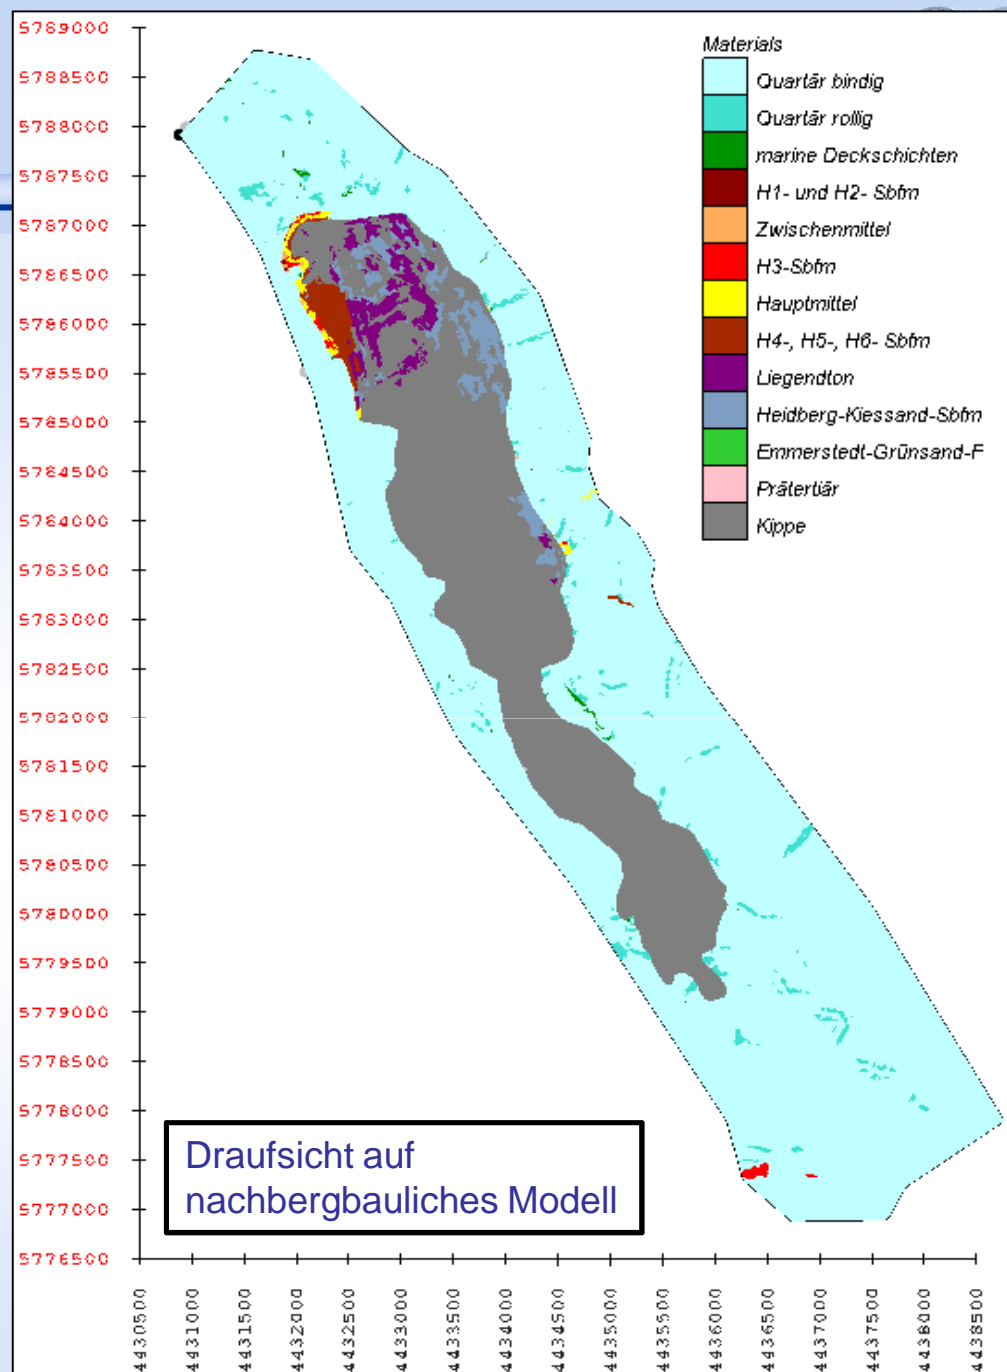 5789000
5788500
5788000
5787500
5787000
5786500
5786000
5785500
5785000
5784500
5784000
5783500
5783000
5782500
5782000
5781500
5781000
5780500
5780000
5779500
5779000
5778500
5778000
5777500
5777000
5776500
Materials
Quartär bindig
Quartär rollig
marine Deckschichten
H1- und H2- Sbfm
Zwischenmittel
H3-Sbfm
Hauptmittel
H4-, H5-, H6- Sbfm
Liegendton
Heidberg-Kiessand-Sbfm
Emmerstedt-Grünsand-F
Prätertiär
Kippe
Draufsicht auf
nachbergbauliches Modell
4430500
4431000
4431500
4432000
4432500
4433000
4433500
4434000
4434500
4435000
4435500
4436000
4436500
4437000
4437500
4438000
4438500